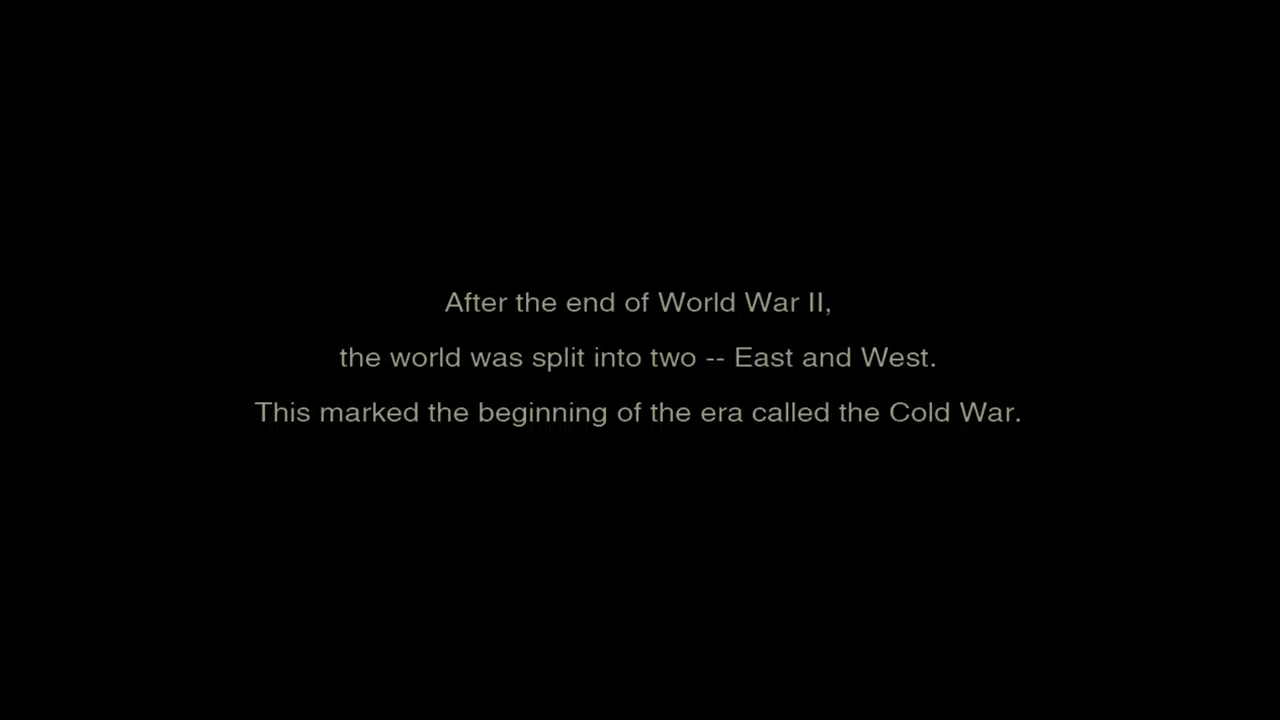 After the end of World War II,
the world was split into two -- East and West.
This marked the beginning of the era called the Cold War.